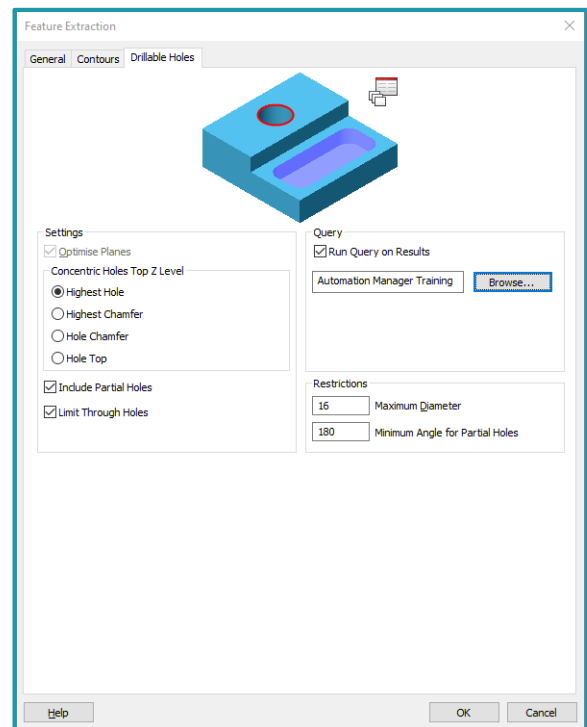 Feature Extraction
General Contours Drillable Holes
Settings
Optimise Planes
Concentric Holes Top Z Level
Highest Hole
Highest Chamfer
Hole Chamfer
Hole Top
Include Partial Holes
Limit Through Holes
Query
Run Query on Results
Automation Manager Training Browse...
Restrictions
16 Maximum Diameter
180 Minimum Angle for Partial Holes
Help OK Cancel